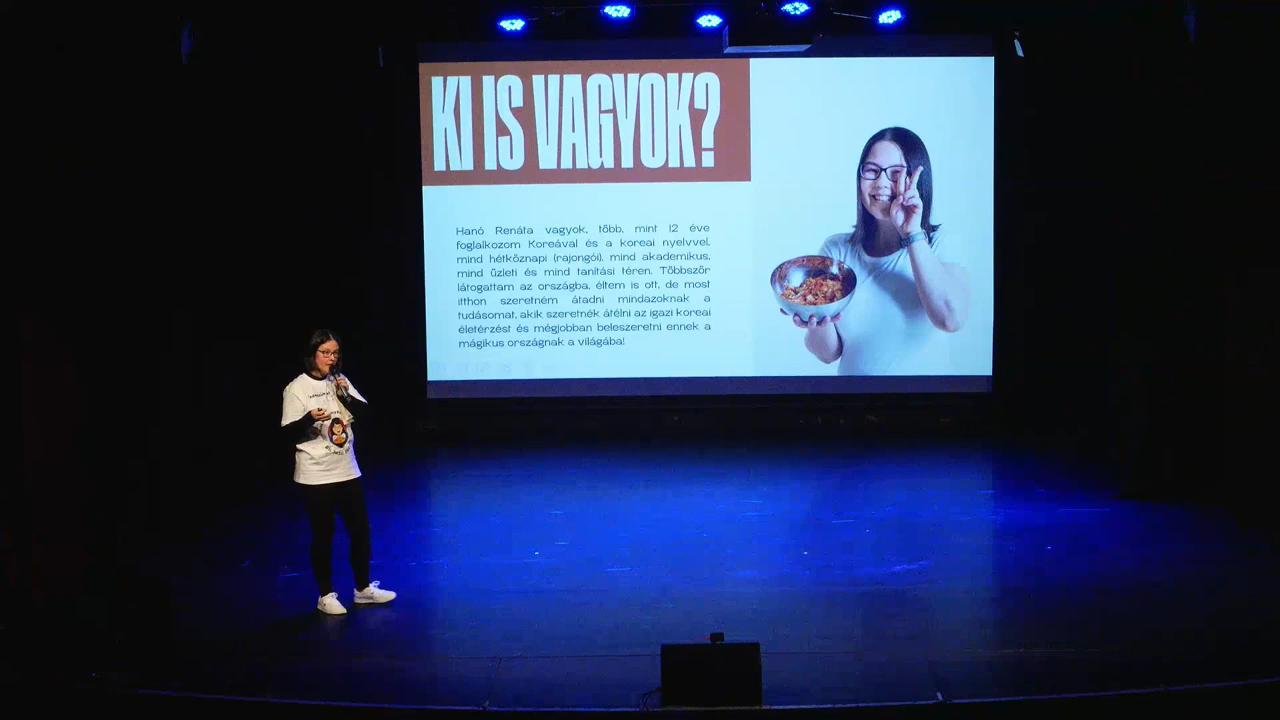 KI IS VAGYOK?
Hanó Renáta vagyok, több, mint 12 éve
foglalkozom Koreával és a koreai nyelvvel,
mind hétköznapi (rajongói), mind akademikus,
mind üzleti és mind tanítási téren. Többször
látogattam az országba, éltem is ott, de most
itthon szeretném átadni mindazoknak a
tudásomat, akik szeretnék átélni az igazi koreai
életérzést és mégjobban beleszeretni ennek a
mágikus országnak a világába!